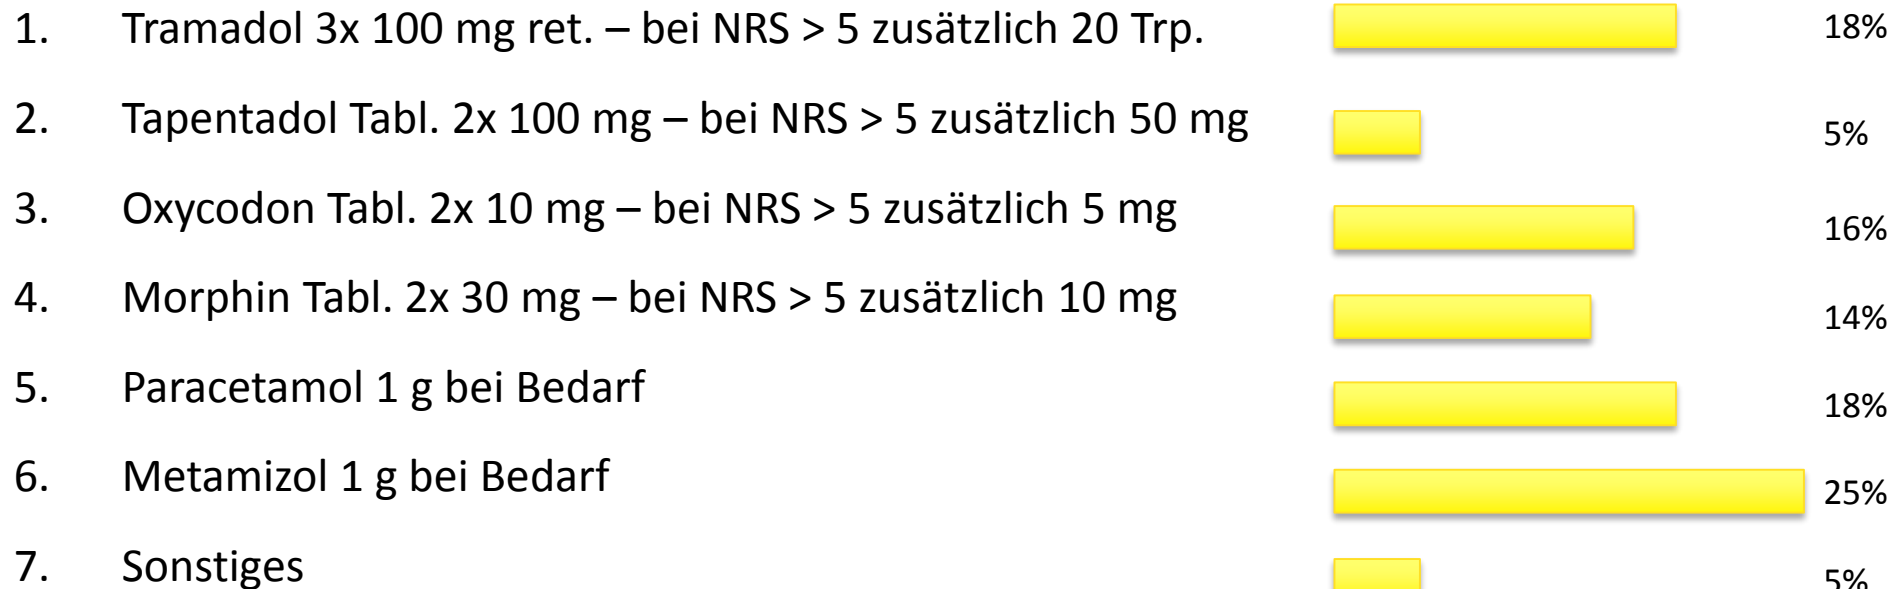 1. Tramadol 3x 100 mg ret. – bei NRS > 5 zusätzlich 20 Trp. 18%
2. Tapentadol Tabl. 2x 100 mg – bei NRS > 5 zusätzlich 50 mg 5%
3. Oxycodon Tabl. 2x 10 mg – bei NRS > 5 zusätzlich 5 mg 16%
4. Morphin Tabl. 2x 30 mg – bei NRS > 5 zusätzlich 10 mg 14%
5. Paracetamol 1 g bei Bedarf 18%
6. Metamizol 1 g bei Bedarf 25%
7. Sonstiges 5%